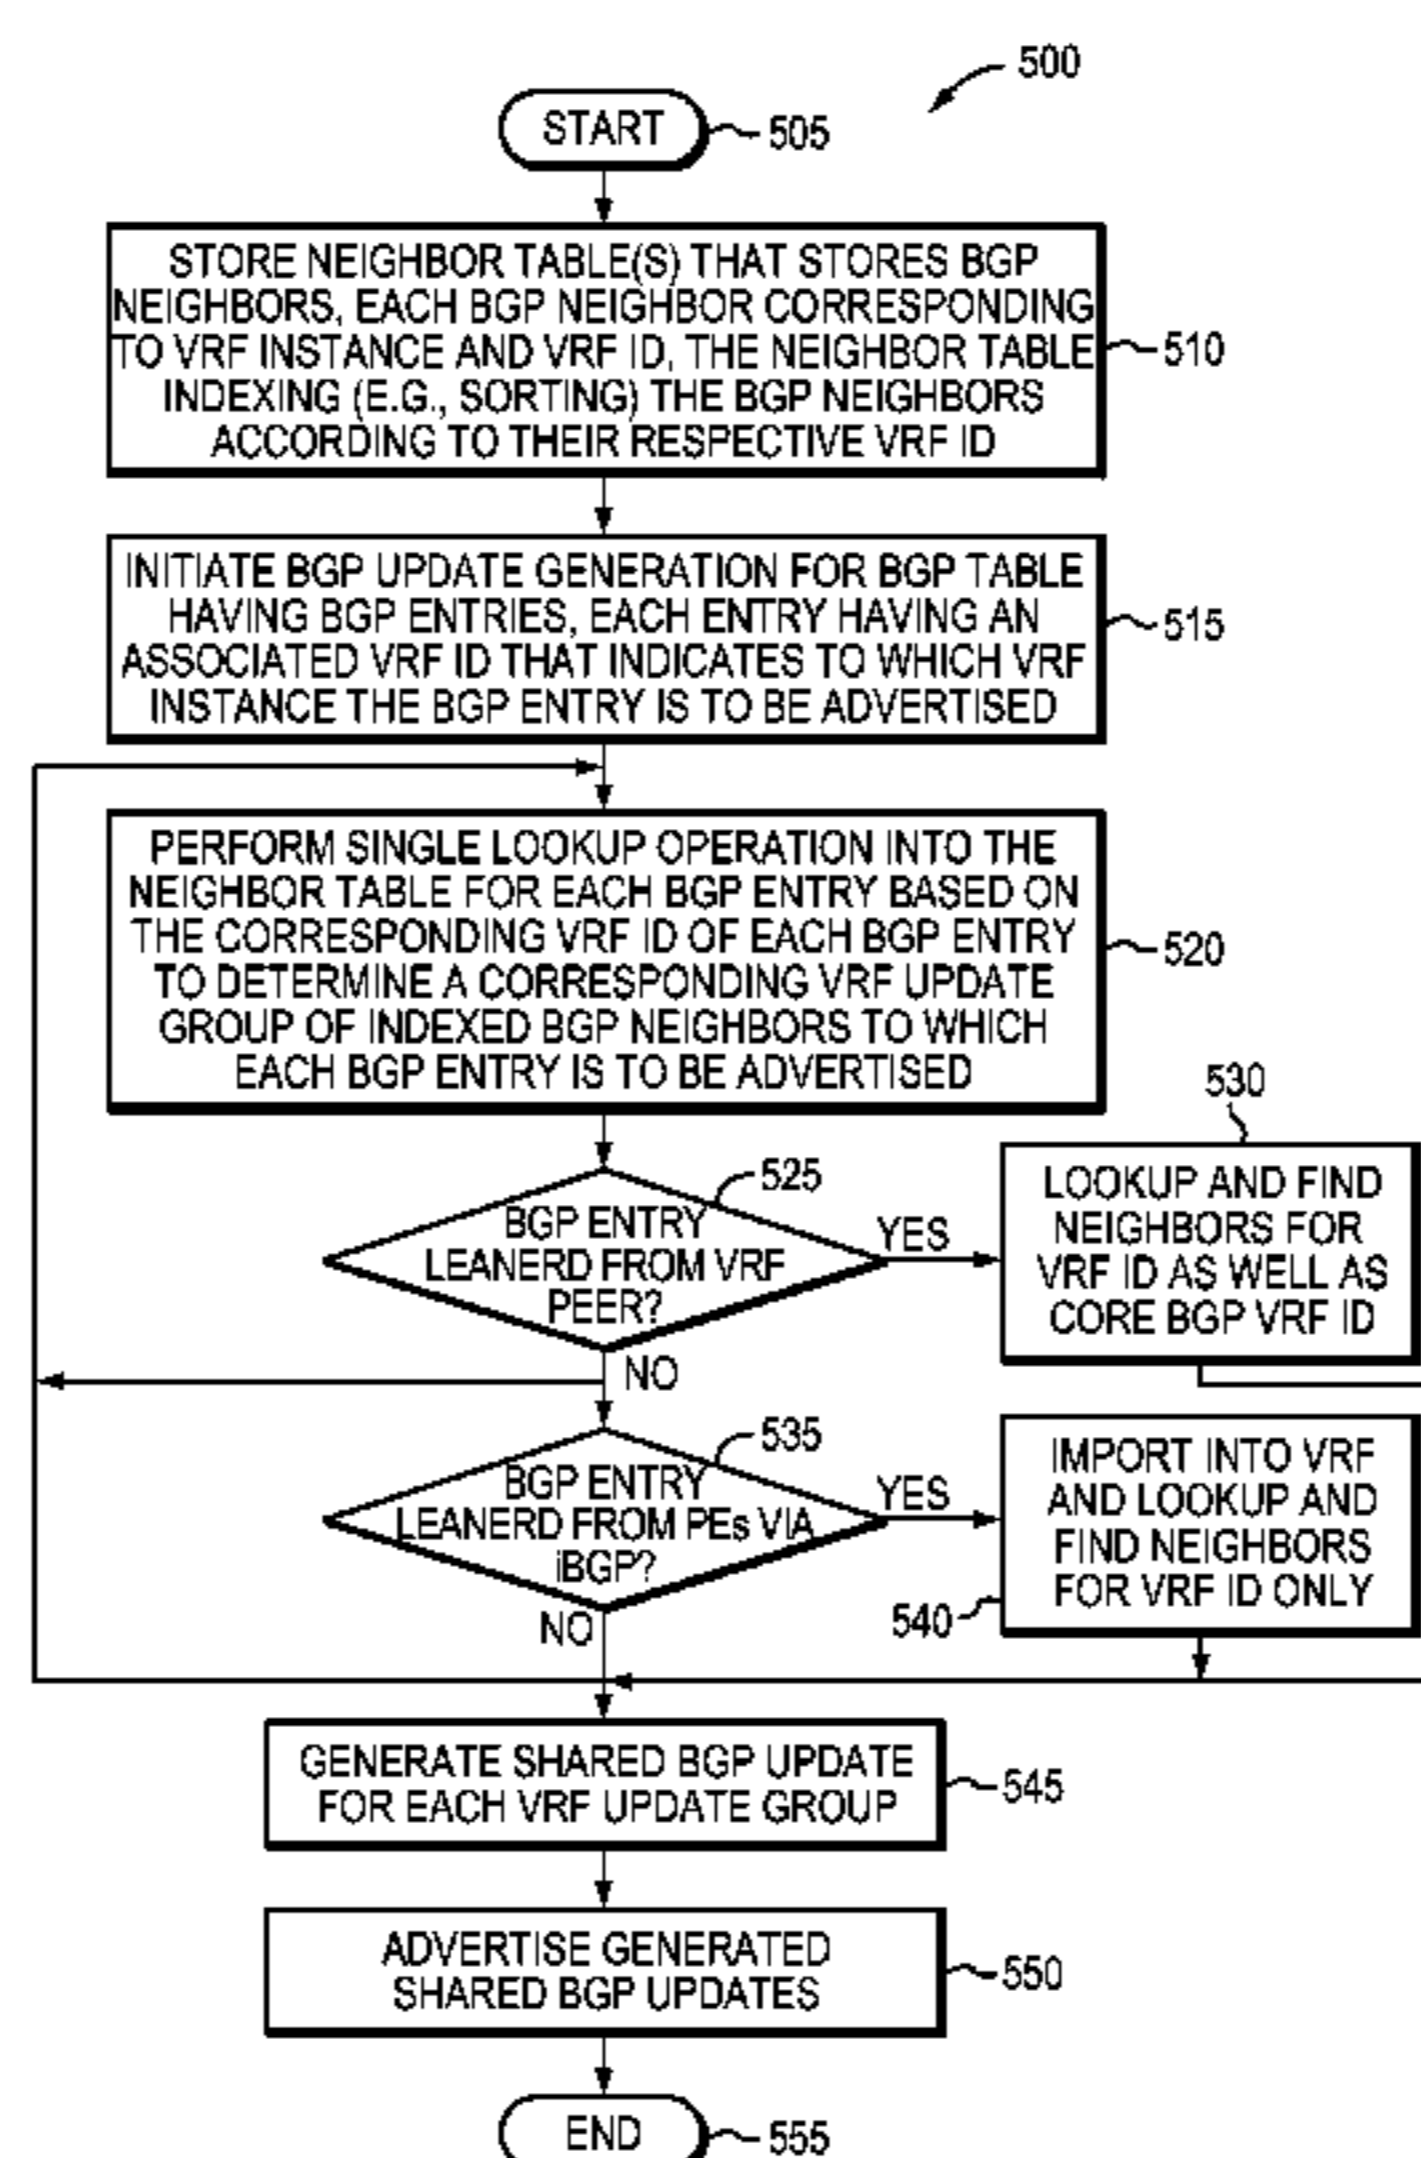 500
START
505
STORE NEIGHBOR TABLE(S) THAT STORES BGP
NEIGHBORS, EACH BGP NEIGHBOR CORRESPONDING
TO VRF INSTANCE AND VRF ID, THE NEIGHBOR TABLE
INDEXING (E.G., SORTING) THE BGP NEIGHBORS
ACCORDING TO THEIR RESPECTIVE VRF ID
510
INITIATE BGP UPDATE GENERATION FOR BGP TABLE
HAVING BGP ENTRIES, EACH ENTRY HAVING AN
ASSOCIATED VRF ID THAT INDICATES TO WHICH VRF
INSTANCE THE BGP ENTRY IS TO BE ADVERTISED
515
PERFORM SINGLE LOOKUP OPERATION INTO THE
NEIGHBOR TABLE FOR EACH BGP ENTRY BASED ON
THE CORRESPONDING VRF ID OF EACH BGP ENTRY
TO DETERMINE A CORRESPONDING VRF UPDATE
GROUP OF INDEXED BGP NEIGHBORS TO WHICH
EACH BGP ENTRY IS TO BE ADVERTISED
520
525
BGP ENTRY
LEANERD FROM VRF
PEER?
YES
NO
530
LOOKUP AND FIND
NEIGHBORS FOR
VRF ID AS WELL AS
CORE BGP VRF ID
535
BGP ENTRY
LEANERD FROM PEs VIA
iBGP?
YES
NO
IMPORT INTO VRF
AND LOOKUP AND
FIND NEIGHBORS
FOR VRF ID ONLY
540
GENERATE SHARED BGP UPDATE
FOR EACH VRF UPDATE GROUP
545
ADVERTISE GENERATED
SHARED BGP UPDATES
550
END
555